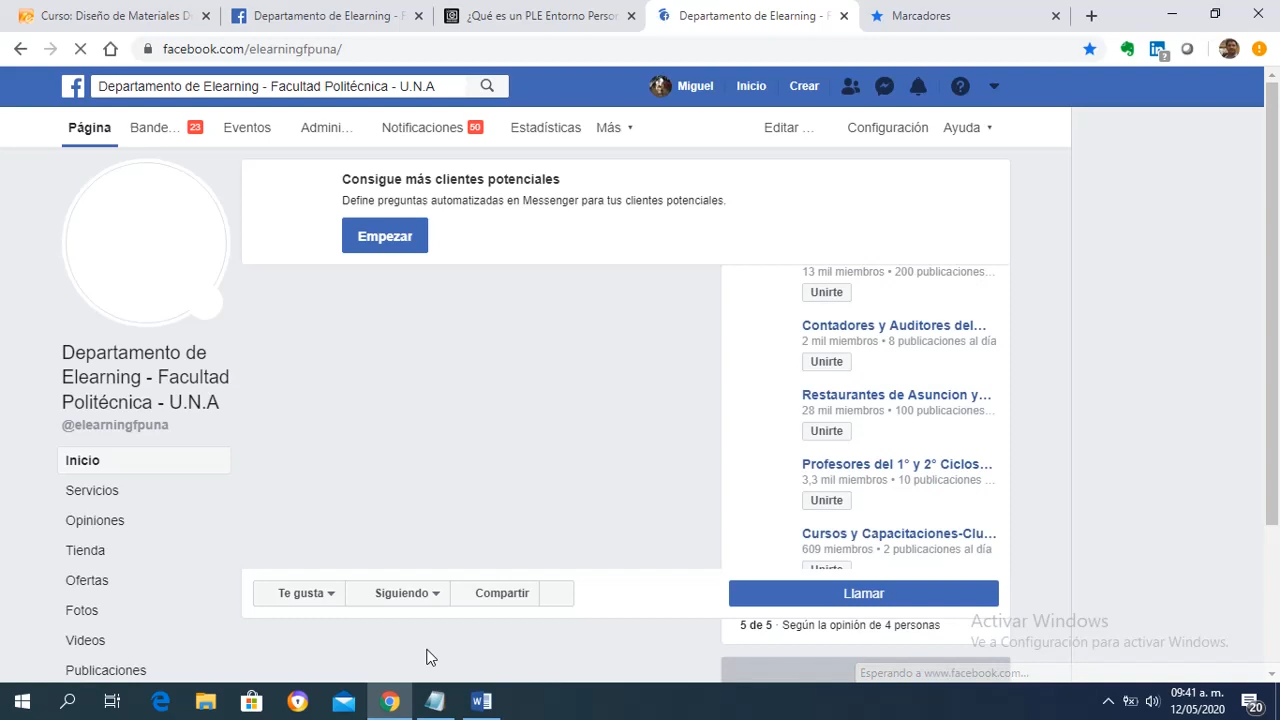 Curso: Diseño de Materiales D
Departamento de Elearning - F
¿Qué es un PLE Entorno Person
Departamento de Elearning - F
Marcadores
facebook.com/elearningfpuna/
Departamento de Elearning - Facultad Politécnica - U.N.A
Miguel
Inicio
Crear
Página
Bande... 23
Eventos
Admini...
Notificaciones 50
Estadísticas
Más
Editar ...
Configuración
Ayuda
Consigue más clientes potenciales
Define preguntas automatizadas en Messenger para tus clientes potenciales.
Empezar
13 mil miembros • 200 publicaciones...
Unirte
Contadores y Auditores del...
2 mil miembros • 8 publicaciones al día
Unirte
Restaurantes de Asuncion y...
28 mil miembros • 100 publicaciones...
Unirte
Profesores del 1° y 2° Ciclos...
3,3 mil miembros • 10 publicaciones ...
Unirte
Cursos y Capacitaciones-Clu...
609 miembros • 2 publicaciones al día
Unirte
Departamento de
Elearning - Facultad
Politécnica - U.N.A
@elearningfpuna
Inicio
Servicios
Opiniones
Tienda
Ofertas
Fotos
Videos
Publicaciones
Te gusta
Siguiendo
Compartir
Llamar
5 de 5 · Según la opinión de 4 personas
Activar Windows
Ve a Configuración para activar Windows.
Esperando a www.facebook.com...
09:41 a. m.
12/05/2020
20